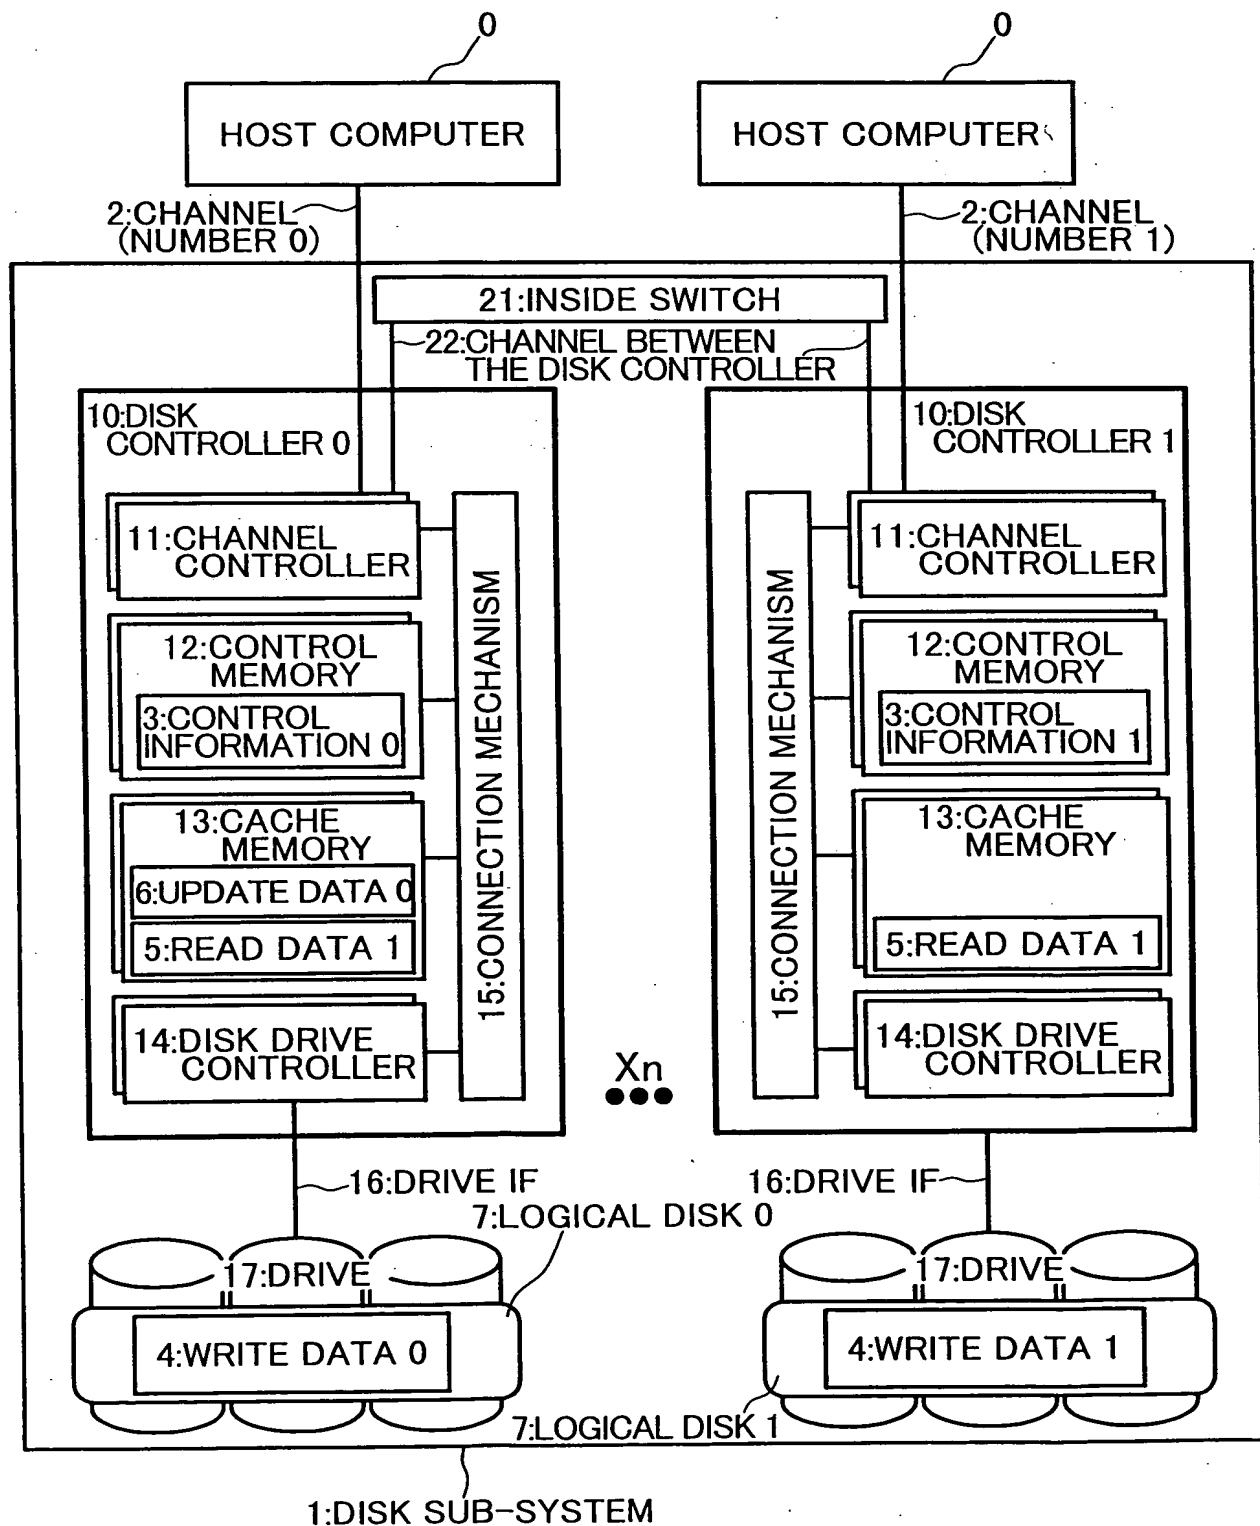 0
0
HOST COMPUTER
HOST COMPUTER
2:CHANNEL
(NUMBER 0)
2:CHANNEL
(NUMBER 1)
21:INSIDE SWITCH
22:CHANNEL BETWEEN
THE DISK CONTROLLER
10:DISK
CONTROLLER 0
11:CHANNEL
CONTROLLER
12:CONTROL
MEMORY
3:CONTROL
INFORMATION 0
13:CACHE
MEMORY
6:UPDATE DATA 0
5:READ DATA 1
14:DISK DRIVE
CONTROLLER
15:CONNECTION MECHANISM
Xn
10:DISK
CONTROLLER 1
15:CONNECTION MECHANISM
11:CHANNEL
CONTROLLER
12:CONTROL
MEMORY
3:CONTROL
INFORMATION 1
13:CACHE
MEMORY
5:READ DATA 1
14:DISK DRIVE
CONTROLLER
16:DRIVE IF
16:DRIVE IF
7:LOGICAL DISK 0
17:DRIVE
17:DRIVE
4:WRITE DATA 0
4:WRITE DATA 1
7:LOGICAL DISK 1
1:DISK SUB-SYSTEM